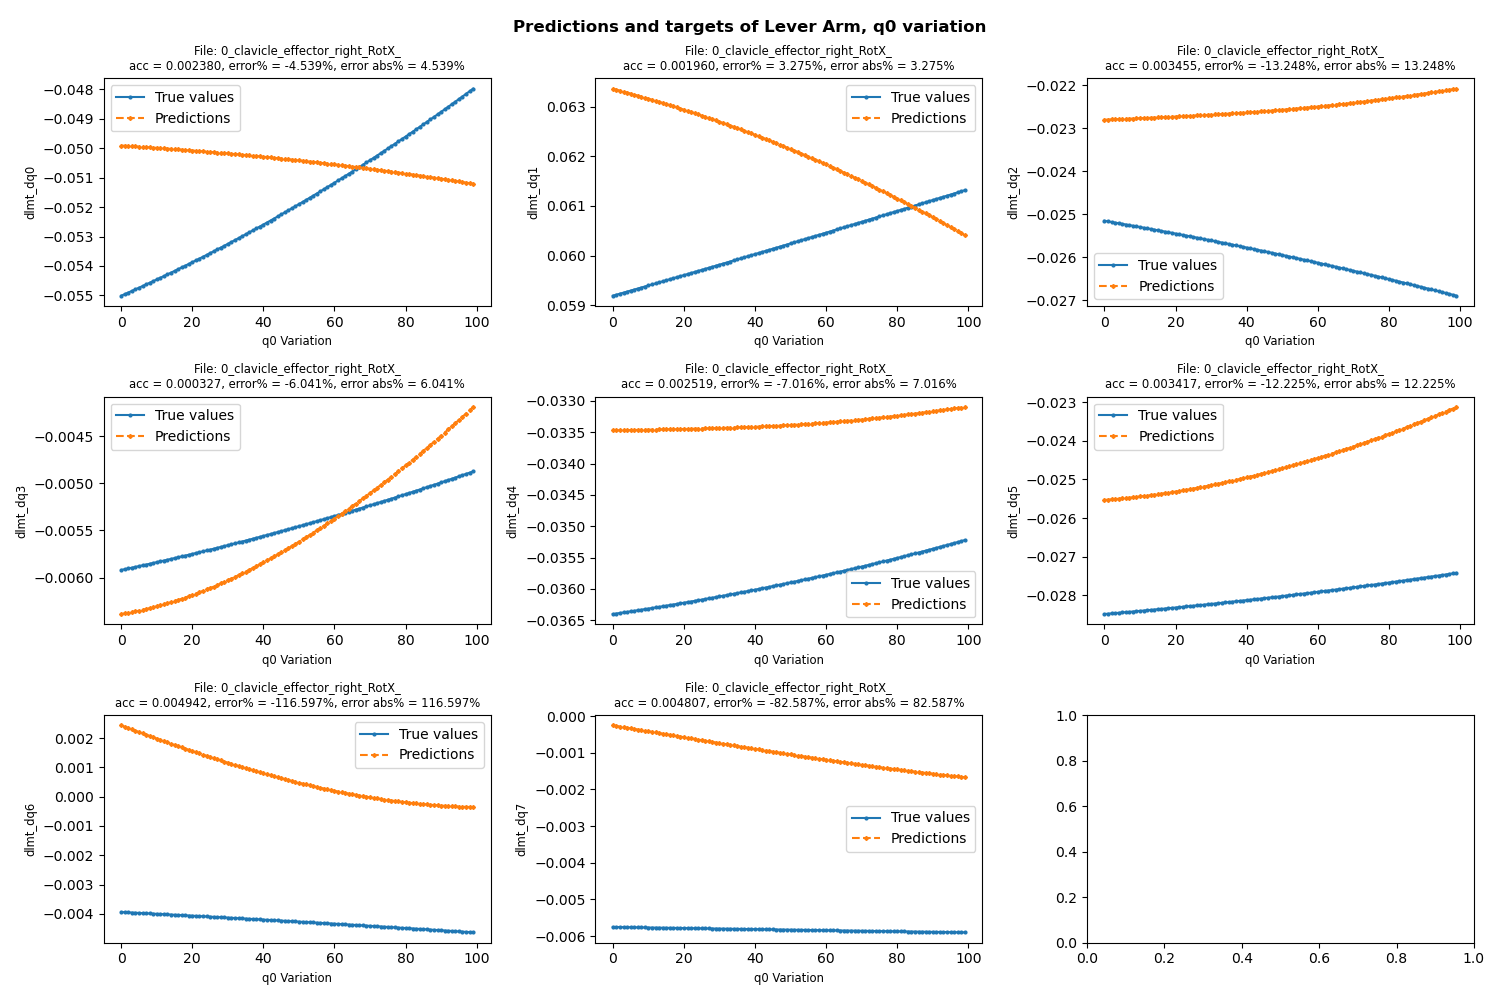 Predictions and targets of Lever Arm, q0 variation
File: 0_clavicle_effector_right_RotX_
acc = 0.002380, error% = -4.539%, error abs% = 4.539%
−0.048
−0.049
−0.050
−0.051
−0.052
−0.053
−0.054
−0.055
dlmt_dq0
True values
Predictions
0 20 40 60 80 100
q0 Variation
File: 0_clavicle_effector_right_RotX_
acc = 0.001960, error% = 3.275%, error abs% = 3.275%
0.063
0.062
0.061
0.060
0.059
dlmt_dq1
True values
Predictions
0 20 40 60 80 100
q0 Variation
File: 0_clavicle_effector_right_RotX_
acc = 0.003455, error% = -13.248%, error abs% = 13.248%
−0.022
−0.023
−0.024
−0.025
−0.026
−0.027
dlmt_dq2
True values
Predictions
0 20 40 60 80 100
q0 Variation
File: 0_clavicle_effector_right_RotX_
acc = 0.000327, error% = -6.041%, error abs% = 6.041%
−0.0045
−0.0050
−0.0055
−0.0060
dlmt_dq3
True values
Predictions
0 20 40 60 80 100
q0 Variation
File: 0_clavicle_effector_right_RotX_
acc = 0.002519, error% = -7.016%, error abs% = 7.016%
−0.0330
−0.0335
−0.0340
−0.0345
−0.0350
−0.0355
−0.0360
−0.0365
dlmt_dq4
True values
Predictions
0 20 40 60 80 100
q0 Variation
File: 0_clavicle_effector_right_RotX_
acc = 0.003417, error% = -12.225%, error abs% = 12.225%
−0.023
−0.024
−0.025
−0.026
−0.027
−0.028
dlmt_dq5
True values
Predictions
0 20 40 60 80 100
q0 Variation
File: 0_clavicle_effector_right_RotX_
acc = 0.004942, error% = -116.597%, error abs% = 116.597%
0.002
0.001
0.000
−0.001
−0.002
−0.003
−0.004
dlmt_dq6
True values
Predictions
0 20 40 60 80 100
q0 Variation
File: 0_clavicle_effector_right_RotX_
acc = 0.004807, error% = -82.587%, error abs% = 82.587%
0.000
−0.001
−0.002
−0.003
−0.004
−0.005
−0.006
dlmt_dq7
True values
Predictions
0 20 40 60 80 100
q0 Variation
1.0
0.8
0.6
0.4
0.2
0.0
0.0 0.2 0.4 0.6 0.8 1.0